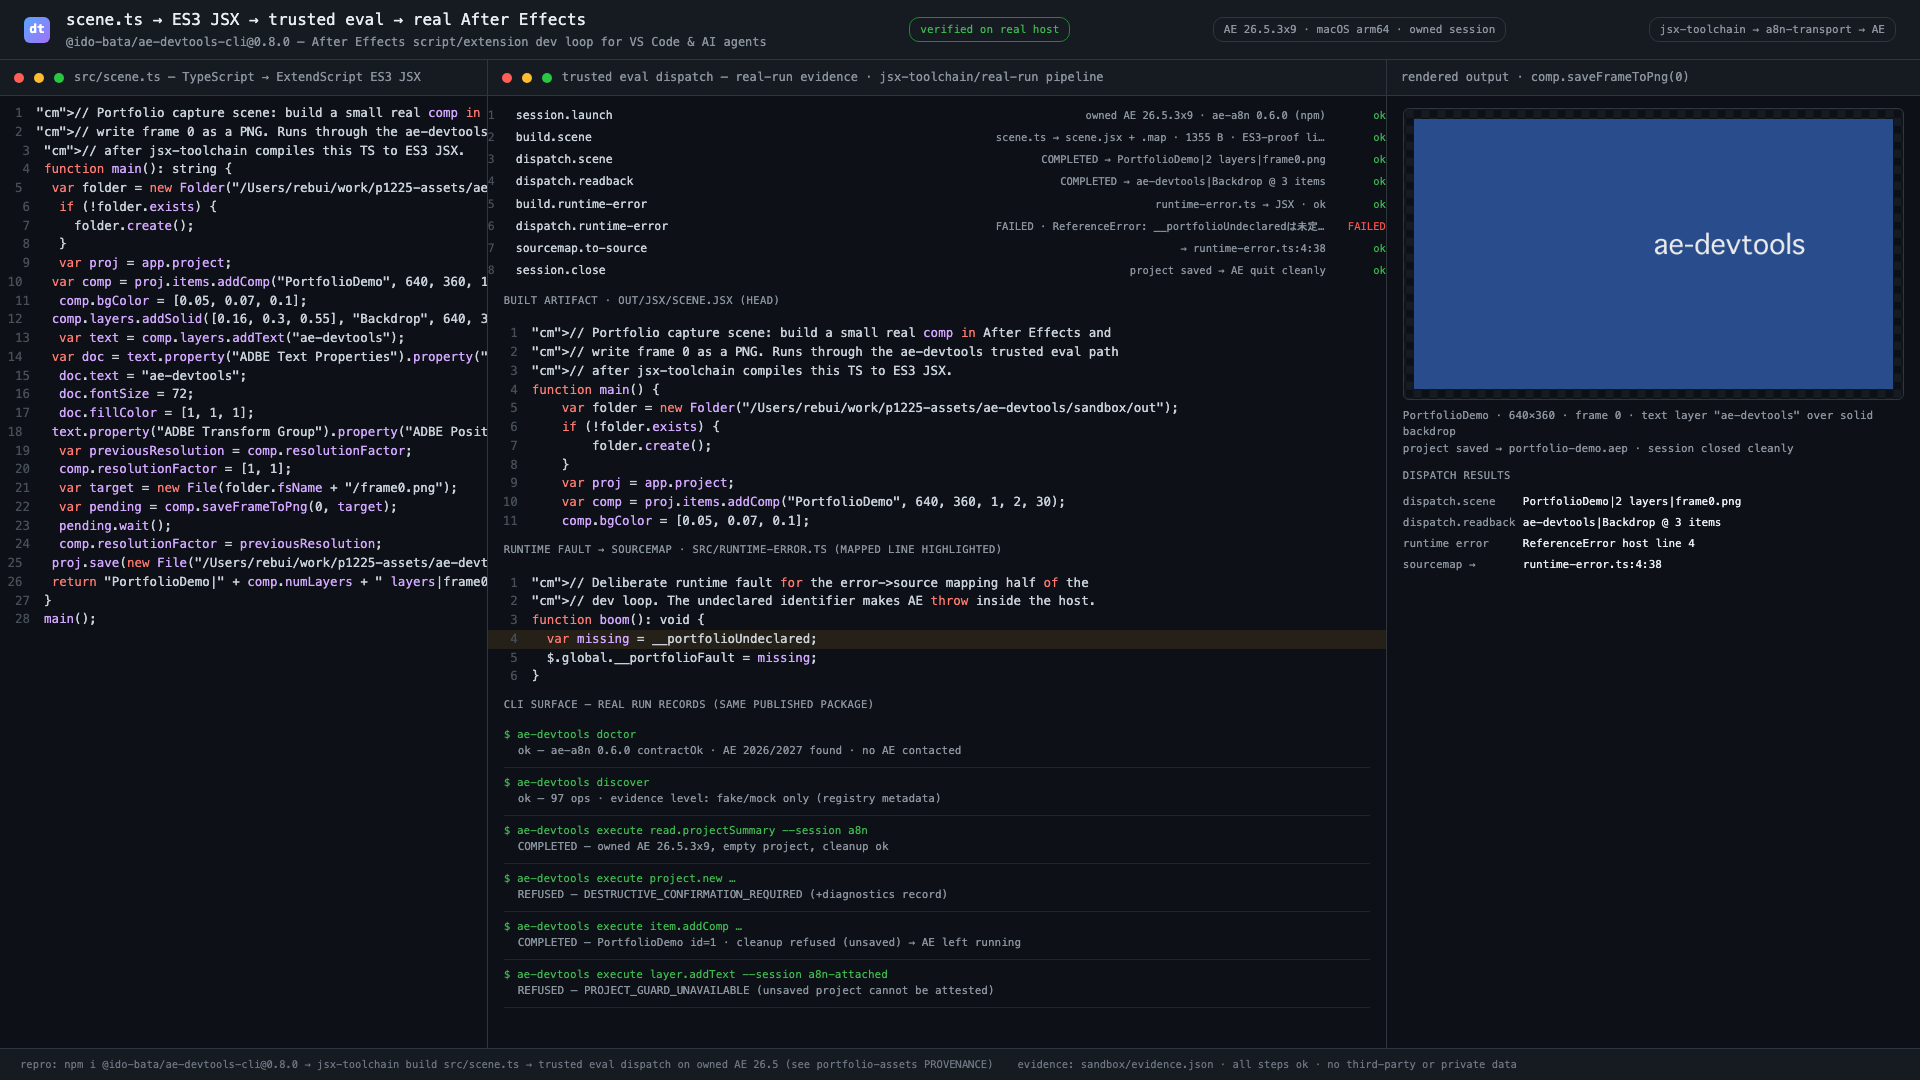 dt
scene.ts → ES3 JSX → trusted eval → real After Effects
@ido-bata/ae-devtools-cli@0.8.0 — After Effects script/extension dev loop for VS Code & AI agents
verified on real host
AE 26.5.3x9 · macOS arm64 · owned session
jsx-toolchain → a8n-transport → AE
src/scene.ts — TypeScript → ExtendScript ES3 JSX
1 "cm">// Portfolio capture scene: build a small real comp in
2 "cm">// write frame 0 as a PNG. Runs through the ae-devtools
3 "cm">// after jsx-toolchain compiles this TS to ES3 JSX.
4 function main(): string {
5 var folder = new Folder("/Users/rebui/work/p1225-assets/ae
6 if (!folder.exists) {
7 folder.create();
8 }
9 var proj = app.project;
10 var comp = proj.items.addComp("PortfolioDemo", 640, 360, 1
11 comp.bgColor = [0.05, 0.07, 0.1];
12 comp.layers.addSolid([0.16, 0.3, 0.55], "Backdrop", 640, 3
13 var text = comp.layers.addText("ae-devtools");
14 var doc = text.property("ADBE Text Properties").property("
15 doc.text = "ae-devtools";
16 doc.fontSize = 72;
17 doc.fillColor = [1, 1, 1];
18 text.property("ADBE Transform Group").property("ADBE Posit
19 var previousResolution = comp.resolutionFactor;
20 comp.resolutionFactor = [1, 1];
21 var target = new File(folder.fsName + "/frame0.png");
22 var pending = comp.saveFrameToPng(0, target);
23 pending.wait();
24 comp.resolutionFactor = previousResolution;
25 proj.save(new File("/Users/rebui/work/p1225-assets/ae-devt
26 return "PortfolioDemo|" + comp.numLayers + " layers|frame0
27 }
28 main();
trusted eval dispatch — real-run evidence · jsx-toolchain/real-run pipeline
1 session.launch owned AE 26.5.3x9 · ae-a8n 0.6.0 (npm) ok
2 build.scene scene.ts → scene.jsx + .map · 1355 B · ES3-proof li… ok
3 dispatch.scene COMPLETED → PortfolioDemo|2 layers|frame0.png ok
4 dispatch.readback COMPLETED → ae-devtools|Backdrop @ 3 items ok
5 build.runtime-error runtime-error.ts → JSX · ok ok
6 dispatch.runtime-error FAILED · ReferenceError: __portfolioUndeclaredは未定… FAILED
7 sourcemap.to-source → runtime-error.ts:4:38 ok
8 session.close project saved → AE quit cleanly ok
BUILT ARTIFACT · OUT/JSX/SCENE.JSX (HEAD)
1 "cm">// Portfolio capture scene: build a small real comp in After Effects and
2 "cm">// write frame 0 as a PNG. Runs through the ae-devtools trusted eval path
3 "cm">// after jsx-toolchain compiles this TS to ES3 JSX.
4 function main() {
5 var folder = new Folder("/Users/rebui/work/p1225-assets/ae-devtools/sandbox/out");
6 if (!folder.exists) {
7 folder.create();
8 }
9 var proj = app.project;
10 var comp = proj.items.addComp("PortfolioDemo", 640, 360, 1, 2, 30);
11 comp.bgColor = [0.05, 0.07, 0.1];
RUNTIME FAULT → SOURCEMAP · SRC/RUNTIME-ERROR.TS (MAPPED LINE HIGHLIGHTED)
1 "cm">// Deliberate runtime fault for the error->source mapping half of the
2 "cm">// dev loop. The undeclared identifier makes AE throw inside the host.
3 function boom(): void {
4 var missing = __portfolioUndeclared;
5 $.global.__portfolioFault = missing;
6 }
CLI SURFACE — REAL RUN RECORDS (SAME PUBLISHED PACKAGE)
$ ae-devtools doctor
ok — ae-a8n 0.6.0 contractOk · AE 2026/2027 found · no AE contacted
$ ae-devtools discover
ok — 97 ops · evidence level: fake/mock only (registry metadata)
$ ae-devtools execute read.projectSummary --session a8n
COMPLETED — owned AE 26.5.3x9, empty project, cleanup ok
$ ae-devtools execute project.new …
REFUSED — DESTRUCTIVE_CONFIRMATION_REQUIRED (+diagnostics record)
$ ae-devtools execute item.addComp …
COMPLETED — PortfolioDemo id=1 · cleanup refused (unsaved) → AE left running
$ ae-devtools execute layer.addText --session a8n-attached
REFUSED — PROJECT_GUARD_UNAVAILABLE (unsaved project cannot be attested)
rendered output · comp.saveFrameToPng(0)
ae-devtools
PortfolioDemo · 640×360 · frame 0 · text layer "ae-devtools" over solid
backdrop
project saved → portfolio-demo.aep · session closed cleanly
DISPATCH RESULTS
dispatch.scene PortfolioDemo|2 layers|frame0.png
dispatch.readback ae-devtools|Backdrop @ 3 items
runtime error ReferenceError host line 4
sourcemap → runtime-error.ts:4:38
repro: npm i @ido-bata/ae-devtools-cli@0.8.0 → jsx-toolchain build src/scene.ts → trusted eval dispatch on owned AE 26.5 (see portfolio-assets PROVENANCE) evidence: sandbox/evidence.json · all steps ok · no third-party or private data